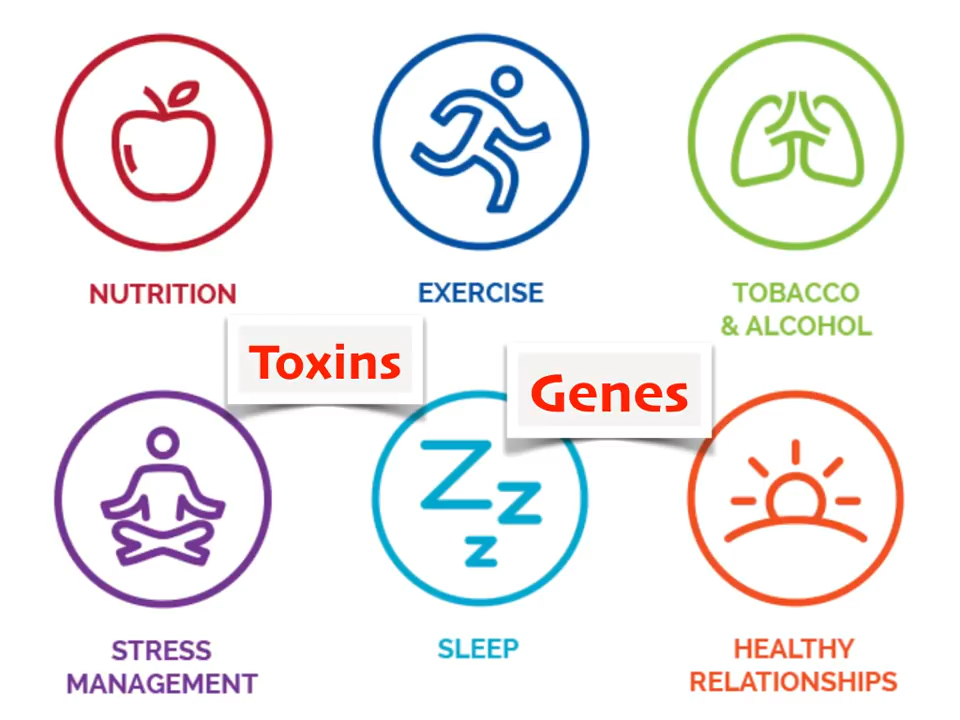 NUTRITION
EXERCISE
TOBACCO
& ALCOHOL
Toxins
Genes
Z
z
z
STRESS
MANAGEMENT
SLEEP
HEALTHY
RELATIONSHIPS